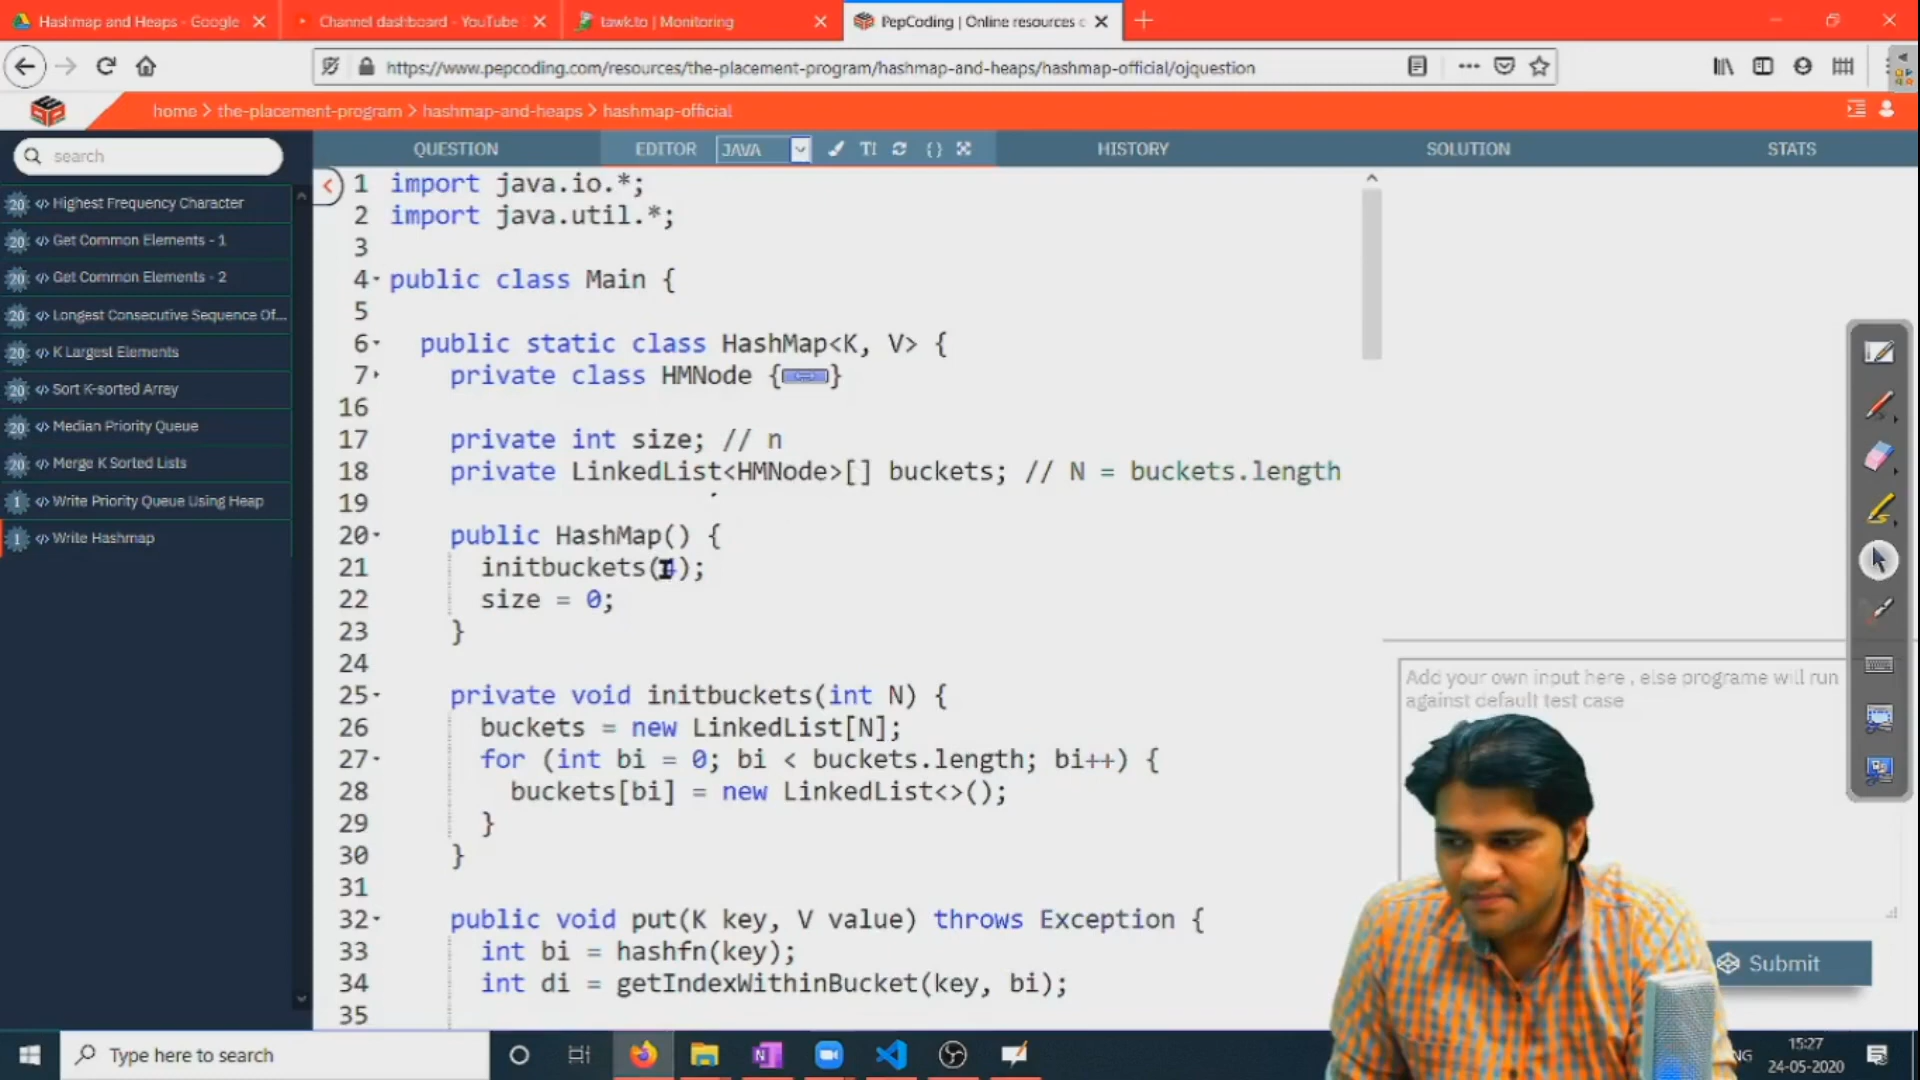 Hashmap and Heaps - Google
Channel dashboard - YouTube
tawk.to | Monitoring
PepCoding | Online resources c
https://www.pepcoding.com/resources/the-placement-program/hashmap-and-heaps/hashmap-official/ojquestion
home > the-placement-program > hashmap-and-heaps > hashmap-official
search
QUESTION
EDITOR
JAVA
HISTORY
SOLUTION
STATS
20 </> Highest Frequency Character
20 </> Get Common Elements - 1
20 </> Get Common Elements - 2
20 </> Longest Consecutive Sequence Of...
20 </> K Largest Elements
20 </> Sort K-sorted Array
20 </> Median Priority Queue
20 </> Merge K Sorted Lists
1 </> Write Priority Queue Using Heap
1 </> Write Hashmap
1 import java.io.*;
2 import java.util.*;
3
4 public class Main {
5
6 public static class HashMap<K, V> {
7 private class HMNode {}
16
17 private int size; // n
18 private LinkedList<HMNode>[] buckets; // N = buckets.length
19
20 public HashMap() {
21 initbuckets();
22 size = 0;
23 }
24
25 private void initbuckets(int N) {
26 buckets = new LinkedList[N];
27 for (int bi = 0; bi < buckets.length; bi++) {
28 buckets[bi] = new LinkedList<>();
29 }
30 }
31
32 public void put(K key, V value) throws Exception {
33 int bi = hashfn(key);
34 int di = getIndexWithinBucket(key, bi);
35
Add your own input here , else programe will run
against default test case
Submit
Type here to search
15:27
24-05-2020